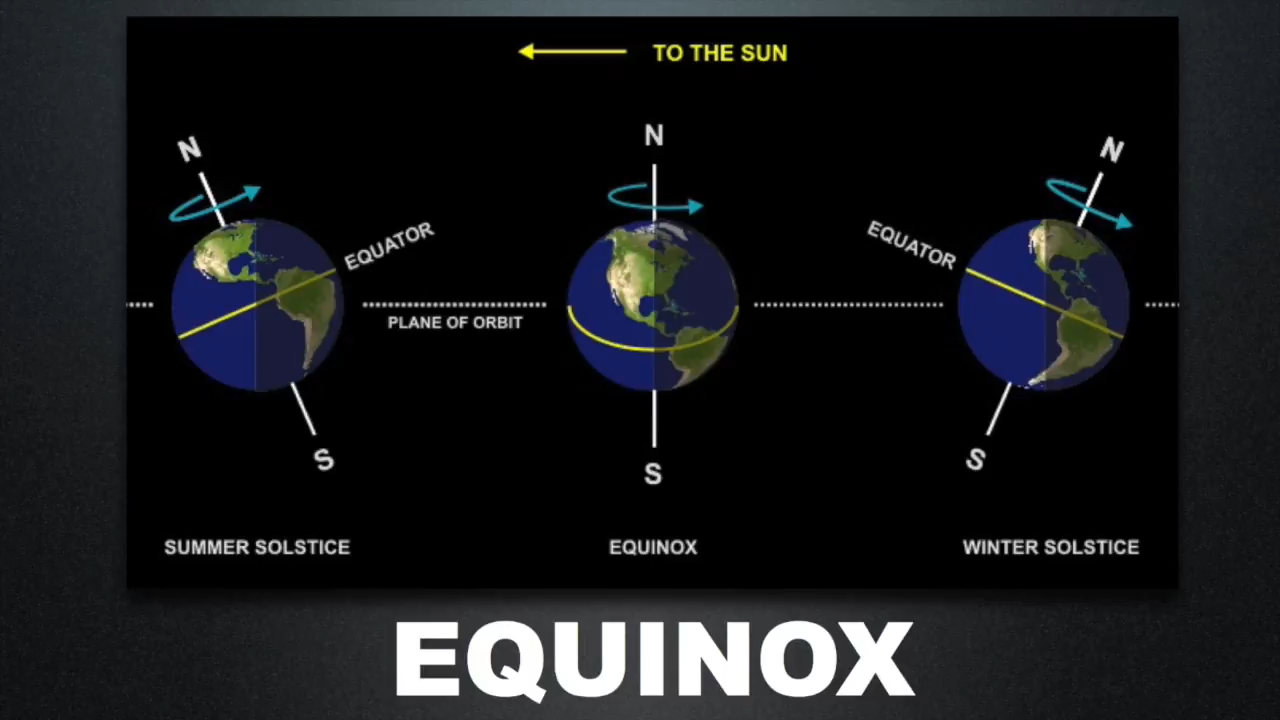 TO THE SUN
N
N
N
EQUATOR
EQUATOR
PLANE OF ORBIT
S
S
S
SUMMER SOLSTICE
EQUINOX
WINTER SOLSTICE
EQUINOX